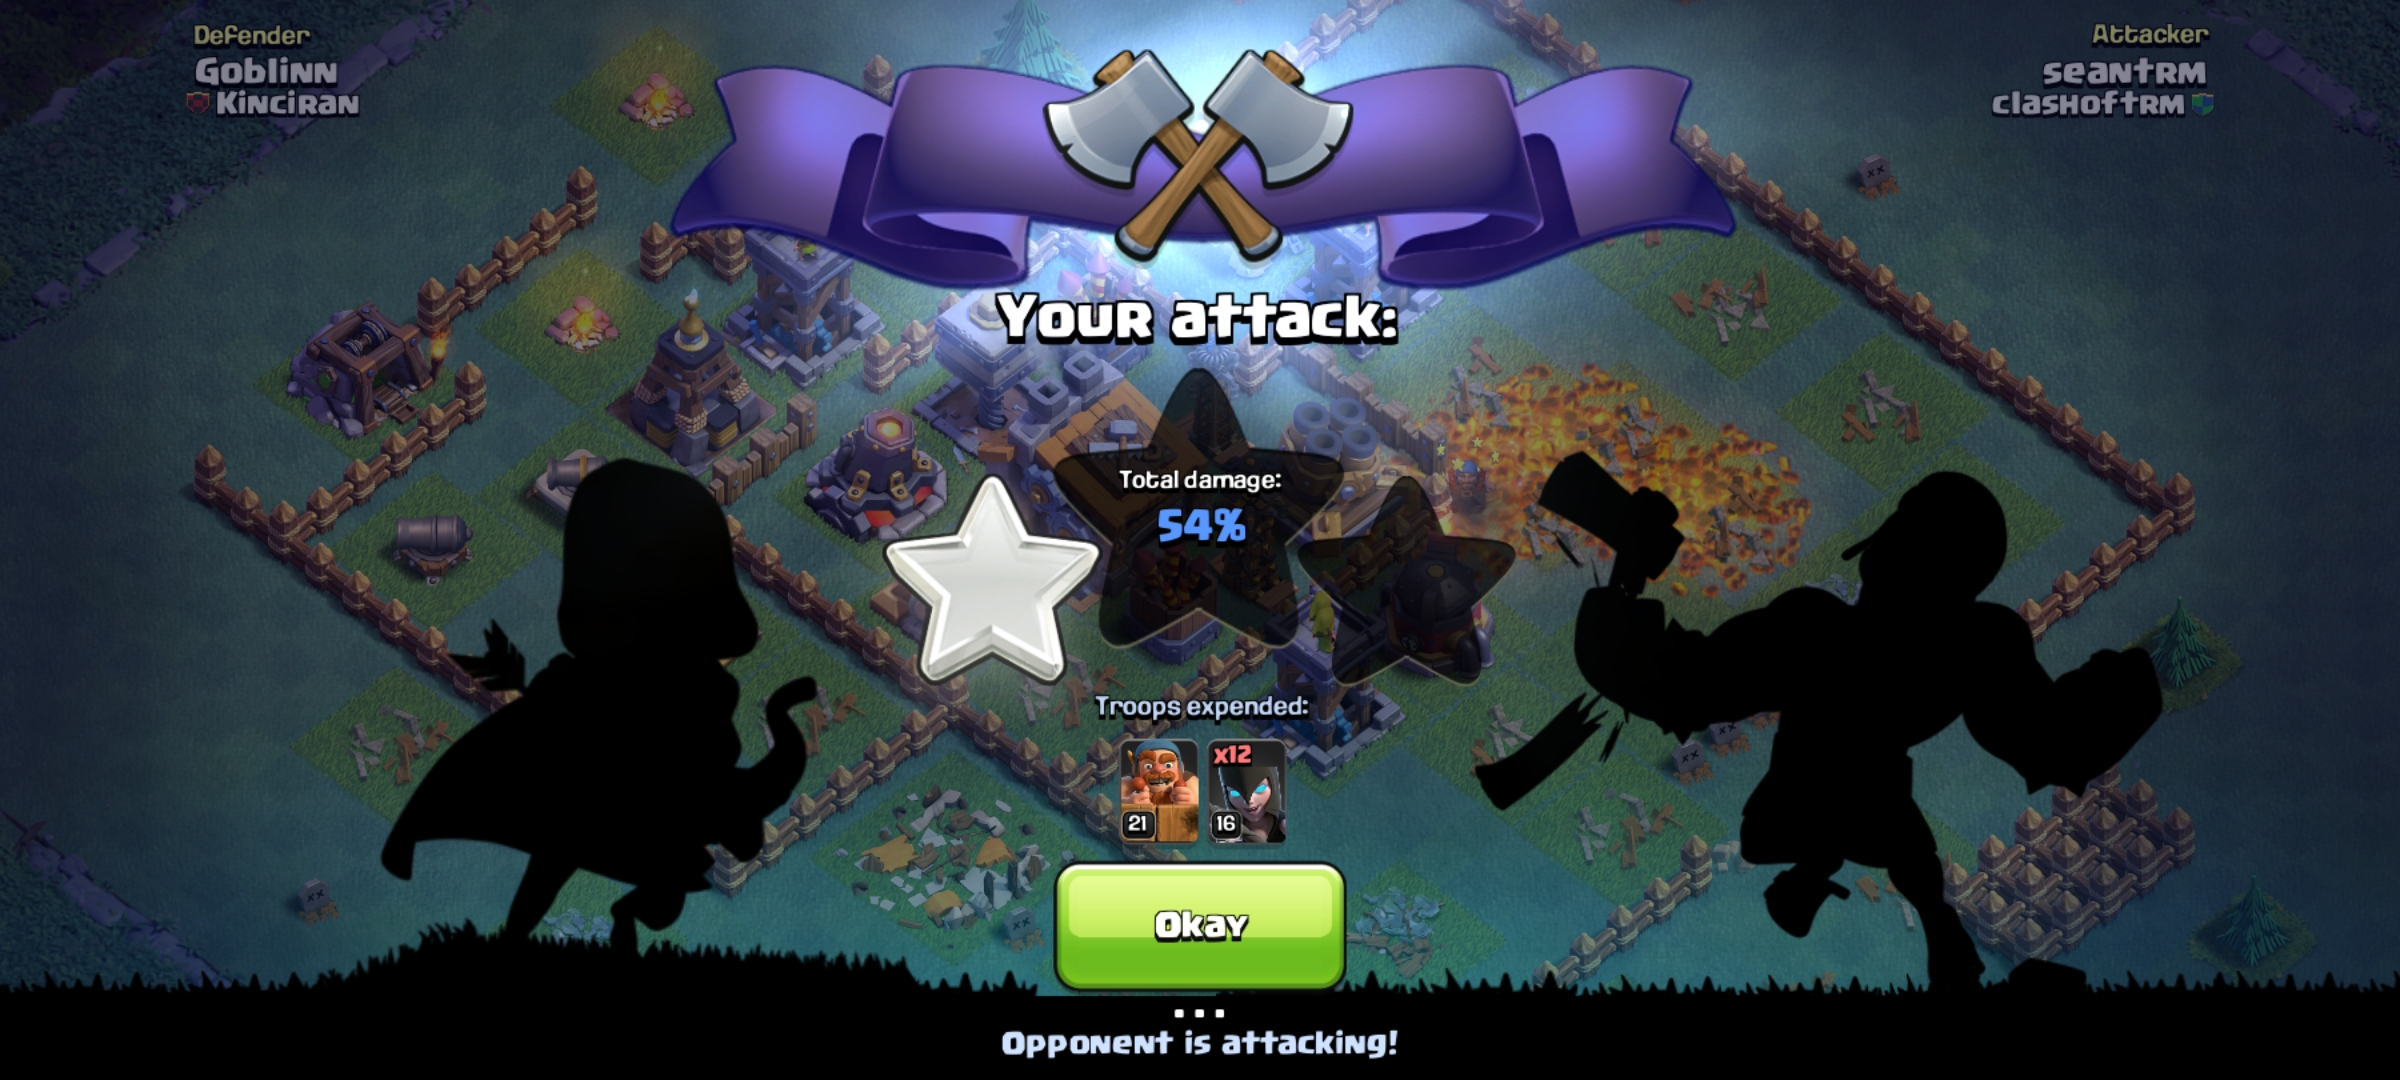 Defender
Goblinn
Kinciran
Attacker
seantrm
clashoftrm
Your attack:
Total damage:
54%
Troops expended:
x12
21
16
Okay
...
Opponent is attacking!